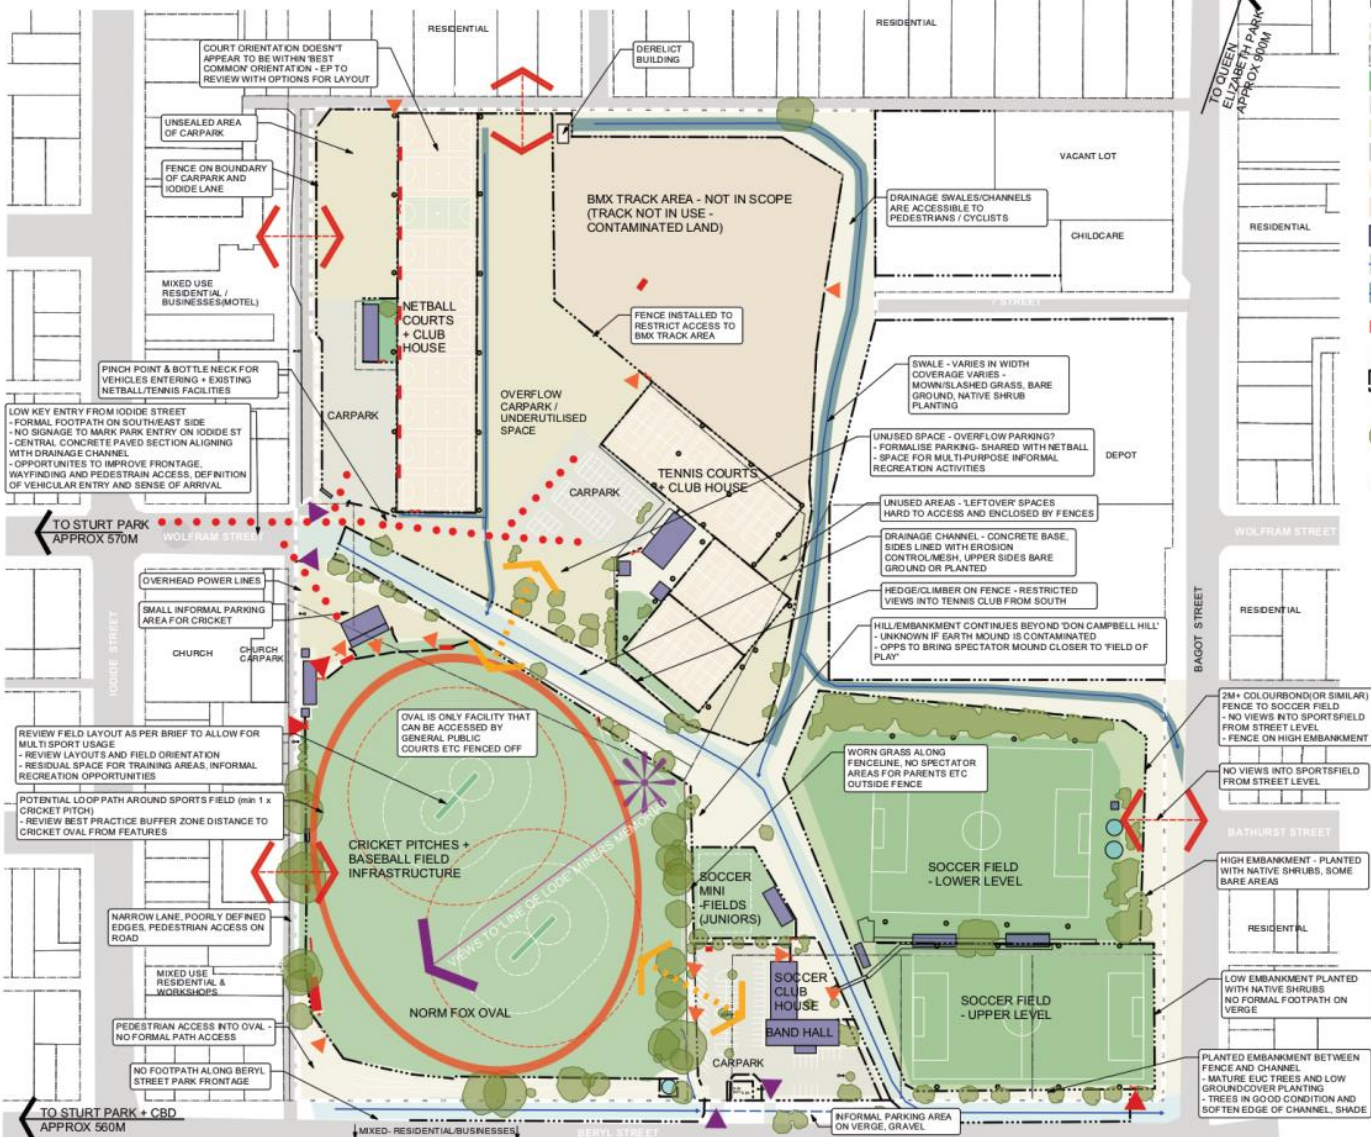 RESIDENTIAL
RESIDENTIAL
TO QUEEN
ELIZABETH PARK
APPROX 900M
COURT ORIENTATION DOESN'T
APPEAR TO BE WITHIN 'BEST
COMMON' ORIENTATION - EP TO
REVIEW WITH OPTIONS FOR LAYOUT
DERELICT
BUILDING
UNSEALED AREA
OF CARPARK
FENCE ON BOUNDARY
OF CARPARK AND
IODIDE LANE
VACANT LOT
BMX TRACK AREA - NOT IN SCOPE
(TRACK NOT IN USE -
CONTAMINATED LAND)
DRAINAGE SWALES/CHANNELS
ARE ACCESSIBLE TO
PEDESTRIANS / CYCLISTS
CHILDCARE
RESIDENTIAL
MIXED USE
RESIDENTIAL /
BUSINESSES(MOTEL)
NETBALL
COURTS
+ CLUB
HOUSE
FENCE INSTALLED TO
RESTRICT ACCESS TO
BMX TRACK AREA
STREET
PINCH POINT & BOTTLE NECK FOR
VEHICLES ENTERING + EXISTING
NETBALL/TENNIS FACILITIES
SWALE - VARIES IN WIDTH
COVERAGE VARIES -
MOWN/SLASHED GRASS, BARE
GROUND, NATIVE SHRUB
PLANTING
CARPARK
OVERFLOW
CARPARK /
UNDERUTILISED
SPACE
LOW KEY ENTRY FROM IODIDE STREET
- FORMAL FOOTPATH ON SOUTH/EAST SIDE
- NO SIGNAGE TO MARK PARK ENTRY ON IODIDE ST
- CENTRAL CONCRETE PAVED SECTION ALIGNING
WITH DRAINAGE CHANNEL
- OPPORTUNITES TO IMPROVE FRONTAGE,
WAYFINDING AND PEDESTRAIN ACCESS, DEFINITION
OF VEHICULAR ENTRY AND SENSE OF ARRIVAL
UNUSED SPACE - OVERFLOW PARKING?
- FORMALISE PARKING- SHARED WITH NETBALL
- SPACE FOR MULTI-PURPOSE INFORMAL
RECREATION ACTIVITIES
DEPOT
TENNIS COURTS
+ CLUB HOUSE
CARPARK
UNUSED AREAS - 'LEFTOVER' SPACES
HARD TO ACCESS AND ENCLOSED BY FENCES
TO STURT PARK
APPROX 570M
WOLFRAM STREET
WOLFRAM STREET
DRAINAGE CHANNEL - CONCRETE BASE,
SIDES LINED WITH EROSION
CONTROL/MESH, UPPER SIDES BARE
GROUND OR PLANTED
OVERHEAD POWER LINES
HEDGE/CLIMBER ON FENCE - RESTRICTED
VIEWS INTO TENNIS CLUB FROM SOUTH
SMALL INFORMAL PARKING
AREA FOR CRICKET
RESIDENTIAL
HILL/EMBANKMENT CONTINUES BEYOND 'DON CAMPBELL HILL'
- UNKNOWN IF EARTH MOUND IS CONTAMINATED
- OPPS TO BRING SPECTATOR MOUND CLOSER TO 'FIELD OF
PLAY'
CHURCH
CHURCH
CARPARK
IODIDE STREET
BAGOT STREET
2M+ COLOURBOND(OR SIMILAR)
FENCE TO SOCCER FIELD
- NO VIEWS INTO SPORTSFIELD
FROM STREET LEVEL
- FENCE ON HIGH EMBANKMENT
OVAL IS ONLY FACILITY THAT
CAN BE ACCESSED BY
GENERAL PUBLIC
COURTS ETC FENCED OFF
REVIEW FIELD LAYOUT AS PER BRIEF TO ALLOW FOR
MULTI SPORT USAGE
- REVIEW LAYOUTS AND FIELD ORIENTATION
- RESIDUAL SPACE FOR TRAINING AREAS, INFORMAL
RECREATION OPPORTUNITIES
WORN GRASS ALONG
FENCELINE, NO SPECTATOR
AREAS FOR PARENTS ETC
OUTSIDE FENCE
NO VIEWS INTO SPORTSFIELD
FROM STREET LEVEL
POTENTIAL LOOP PATH AROUND SPORTS FIELD (min 1 x
CRICKET PITCH)
- REVIEW BEST PRACTICE BUFFER ZONE DISTANCE TO
CRICKET OVAL FROM FEATURES
BATHURST STREET
CRICKET PITCHES +
BASEBALL FIELD
INFRASTRUCTURE
VIEWS TO LINE OF LODE MINERS MEMORIAL
SOCCER
MINI
-FIELDS
(JUNIORS)
SOCCER FIELD
- LOWER LEVEL
HIGH EMBANKMENT - PLANTED
WITH NATIVE SHRUBS, SOME
BARE AREAS
NARROW LANE, POORLY DEFINED
EDGES, PEDESTRIAN ACCESS ON
ROAD
RESIDENTIAL
MIXED USE
RESIDENTIAL &
WORKSHOPS
SOCCER
CLUB
HOUSE
LOW EMBANKMENT PLANTED
WITH NATIVE SHRUBS
NO FORMAL FOOTPATH ON
VERGE
NORM FOX OVAL
SOCCER FIELD
- UPPER LEVEL
PEDESTRIAN ACCESS INTO OVAL -
NO FORMAL PATH ACCESS
BAND HALL
PLANTED EMBANKMENT BETWEEN
FENCE AND CHANNEL
- MATURE EUC TREES AND LOW
GROUNDCOVER PLANTING
- TREES IN GOOD CONDITION AND
SOFTEN EDGE OF CHANNEL, SHADE
NO FOOTPATH ALONG BERYL
STREET PARK FRONTAGE
CARPARK
TO STURT PARK + CBD
APPROX 560M
INFORMAL PARKING AREA
ON VERGE, GRAVEL
MIXED- RESIDENTIAL/BUSINESSES
BERYL STREET